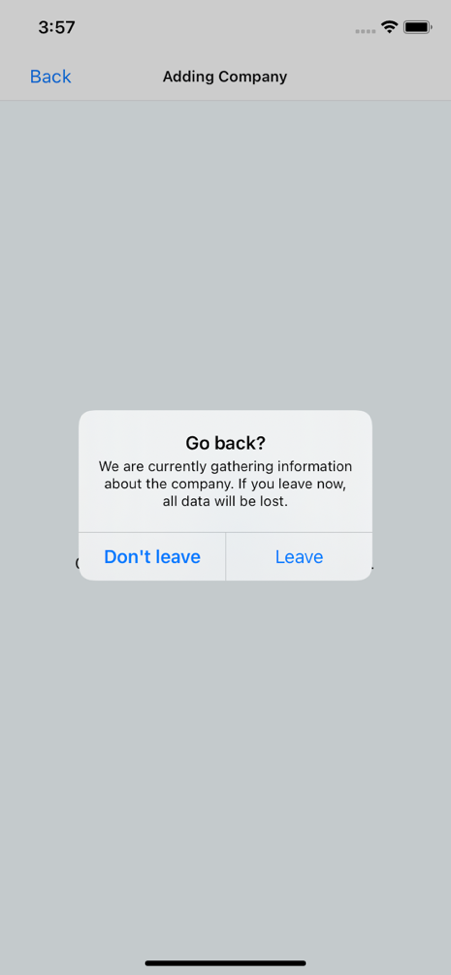 3:57
Back
Adding Company
Go back?
We are currently gathering information
about the company. If you leave now,
all data will be lost.
Don't leave
Leave